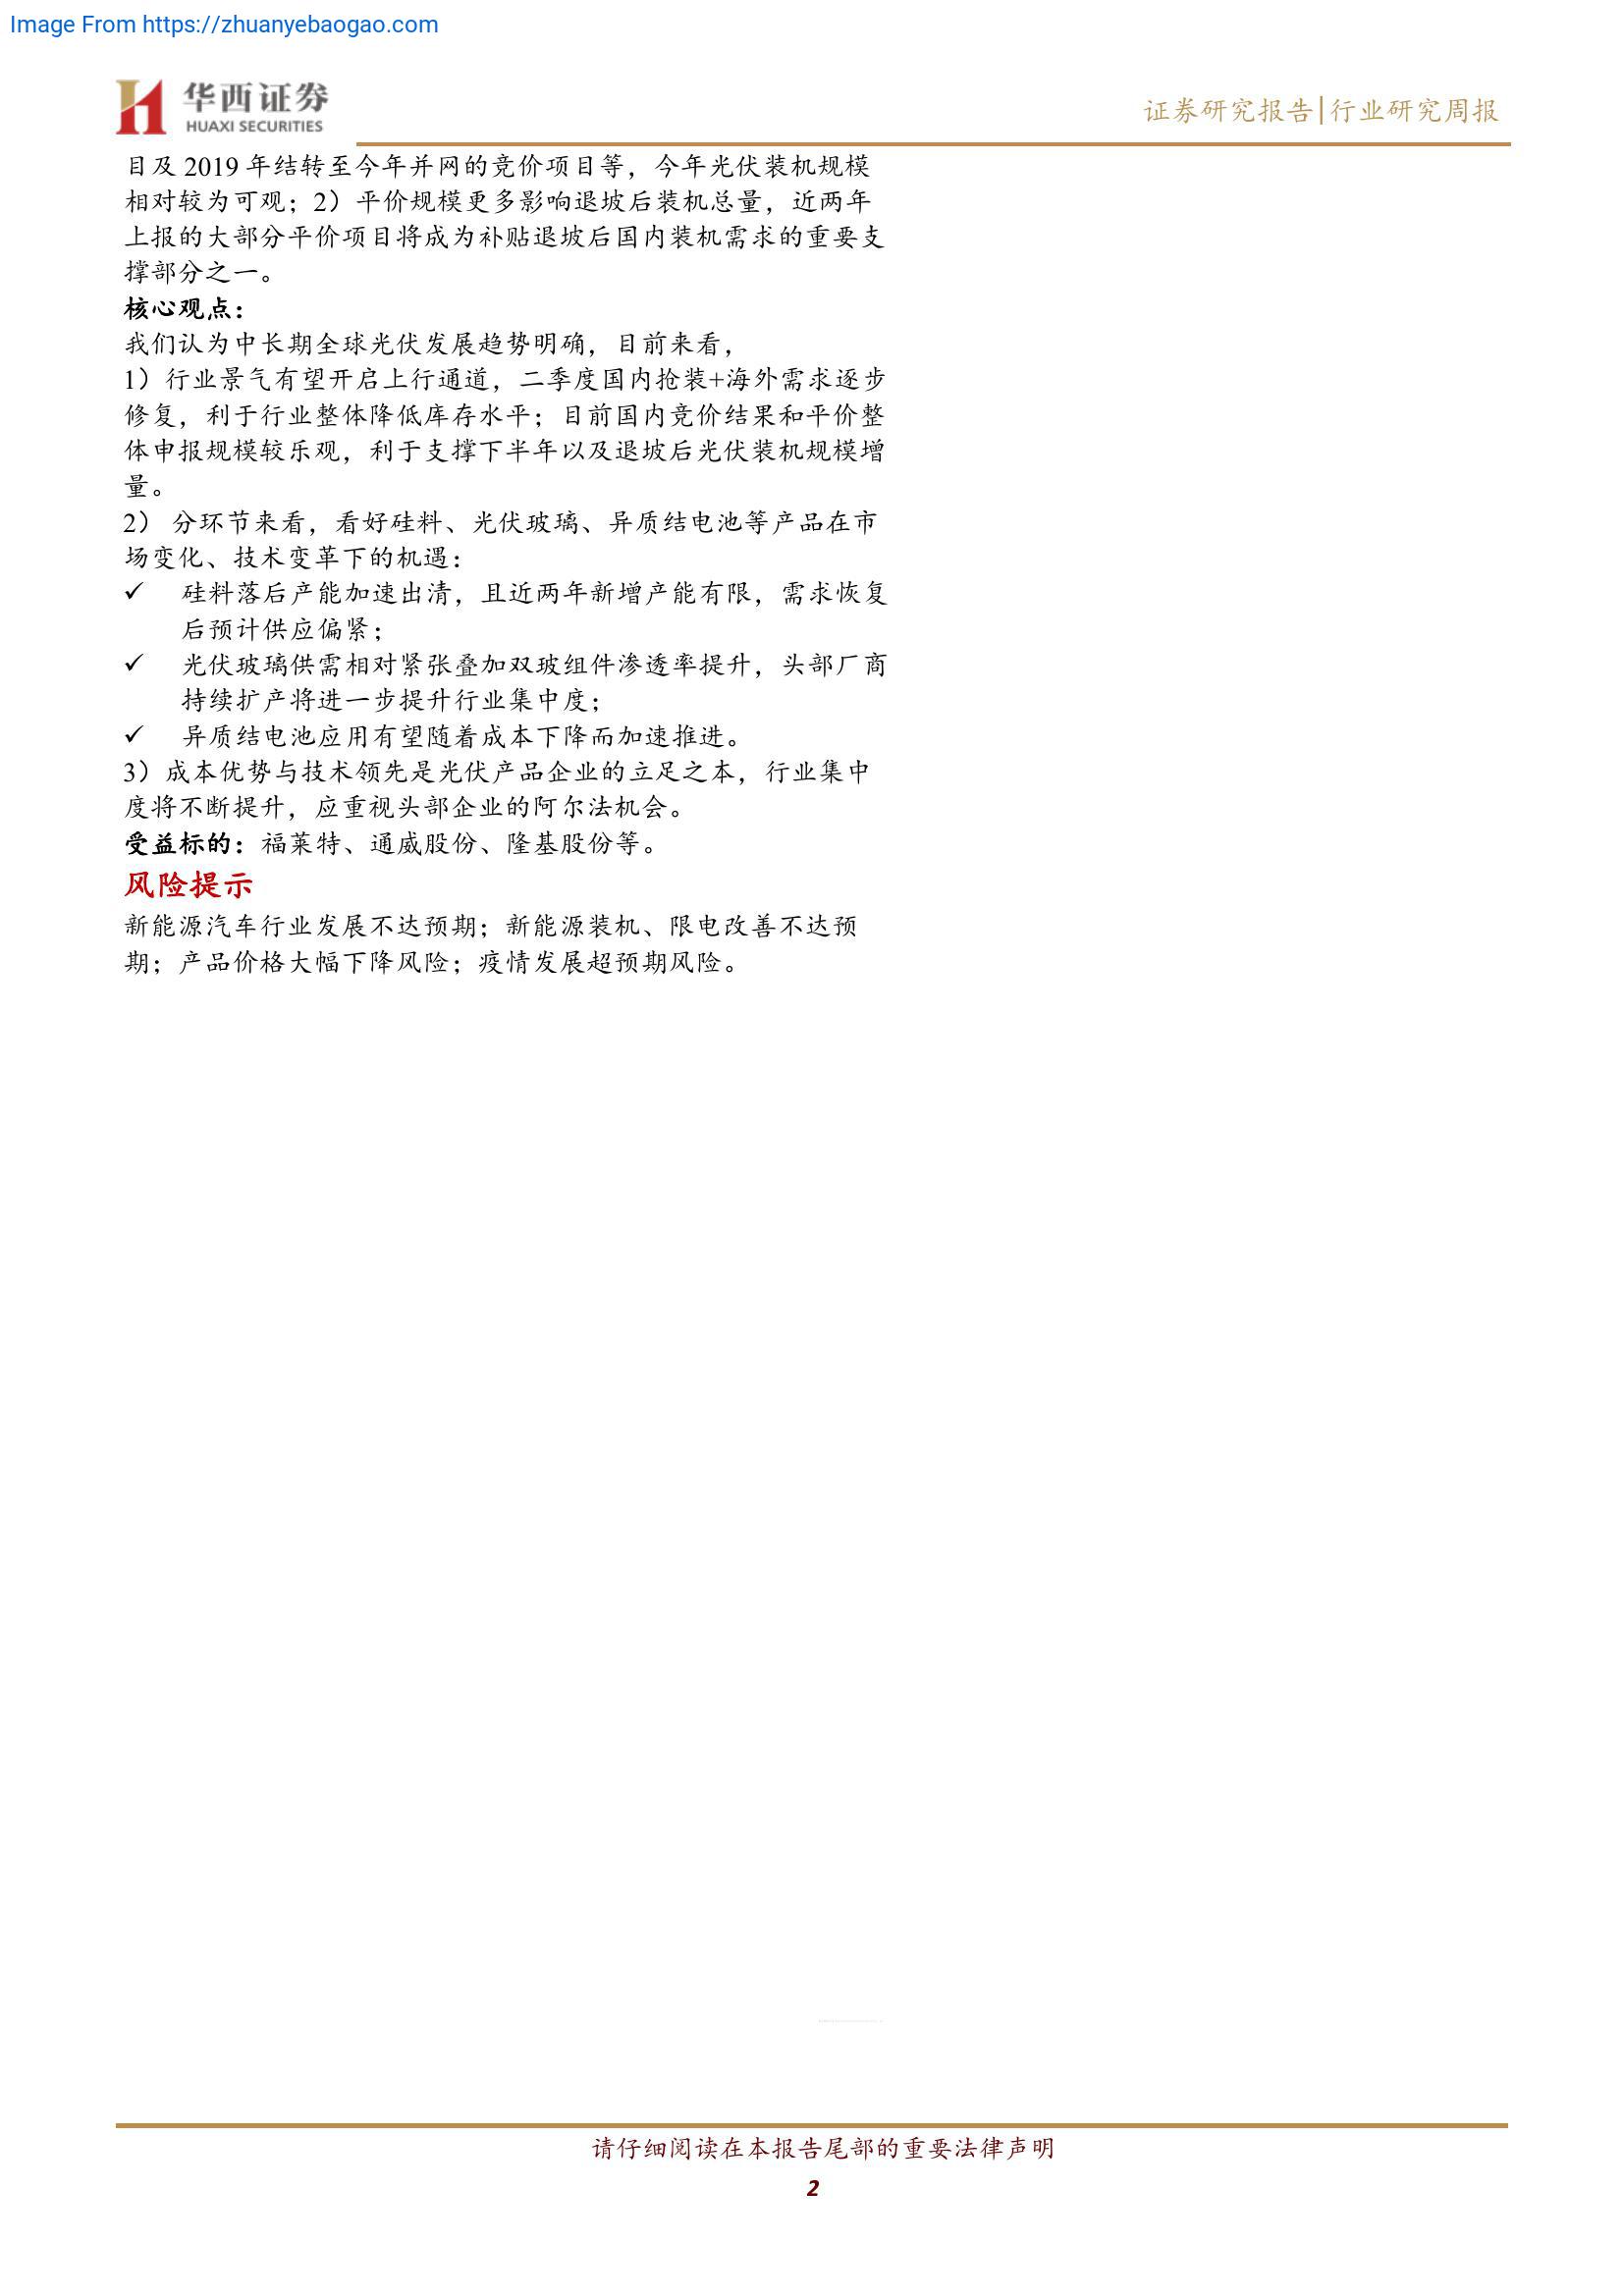 Image From https://zhuanyebaogao.com
华西证券
HUAXI SECURITIES
证券研究报告|行业研究周报
目及 2019 年结转至今年并网的竞价项目等，今年光伏装机规模
相对较为可观；2）平价规模更多影响退坡后装机总量，近两年
上报的大部分平价项目将成为补贴退坡后国内装机需求的重要支
撑部分之一。
核心观点：
我们认为中长期全球光伏发展趋势明确，目前来看，
1）行业景气有望开启上行通道，二季度国内抢装+海外需求逐步
修复，利于行业整体降低库存水平；目前国内竞价结果和平价整
体申报规模较乐观，利于支撑下半年以及退坡后光伏装机规模增
量。
2） 分环节来看，看好硅料、光伏玻璃、异质结电池等产品在市
场变化、技术变革下的机遇：
✓ 硅料落后产能加速出清，且近两年新增产能有限，需求恢复
后预计供应偏紧；
✓ 光伏玻璃供需相对紧张叠加双玻组件渗透率提升，头部厂商
持续扩产将进一步提升行业集中度；
✓ 异质结电池应用有望随着成本下降而加速推进。
3）成本优势与技术领先是光伏产品企业的立足之本，行业集中
度将不断提升，应重视头部企业的阿尔法机会。
受益标的：福莱特、通威股份、隆基股份等。
风险提示
新能源汽车行业发展不达预期；新能源装机、限电改善不达预
期；产品价格大幅下降风险；疫情发展超预期风险。
请仔细阅读在本报告尾部的重要法律声明
2